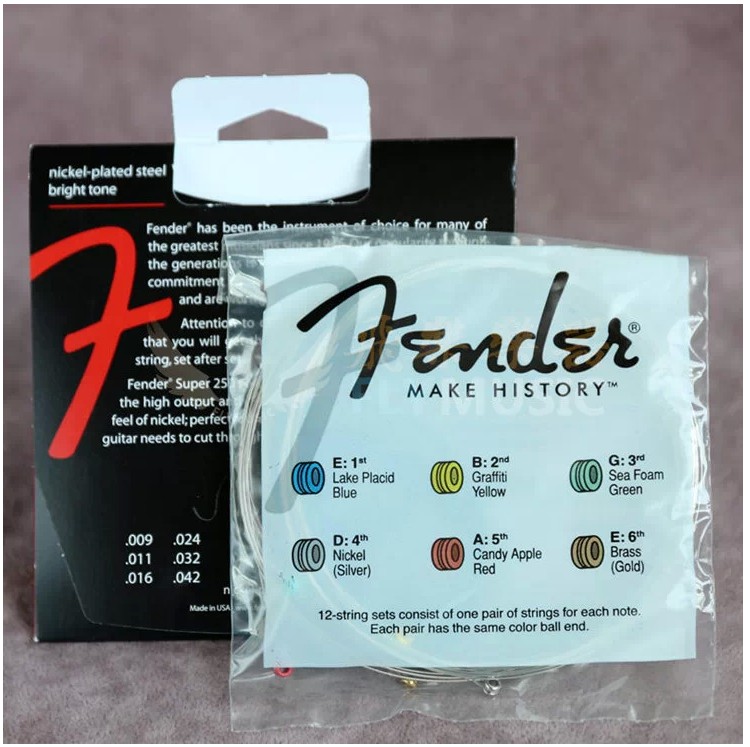 nickel-plated steel
bright tone
Fender® has been the instrument of choice for many of
the greatest musicians since
the generations
commitment
and are
Attention to
that you will
string, set after
Fender® Super 250
the high output
feel of nickel; perfect
guitar needs to cut
.009 .024
.011 .032
.016 .042
Made in USA
Fender®
MAKE HISTORY™
E: 1st
Lake Placid
Blue
B: 2nd
Graffiti
Yellow
G: 3rd
Sea Foam
Green
D: 4th
Nickel
(Silver)
A: 5th
Candy Apple
Red
E: 6th
Brass
(Gold)
12-string sets consist of one pair of strings for each note.
Each pair has the same color ball end.